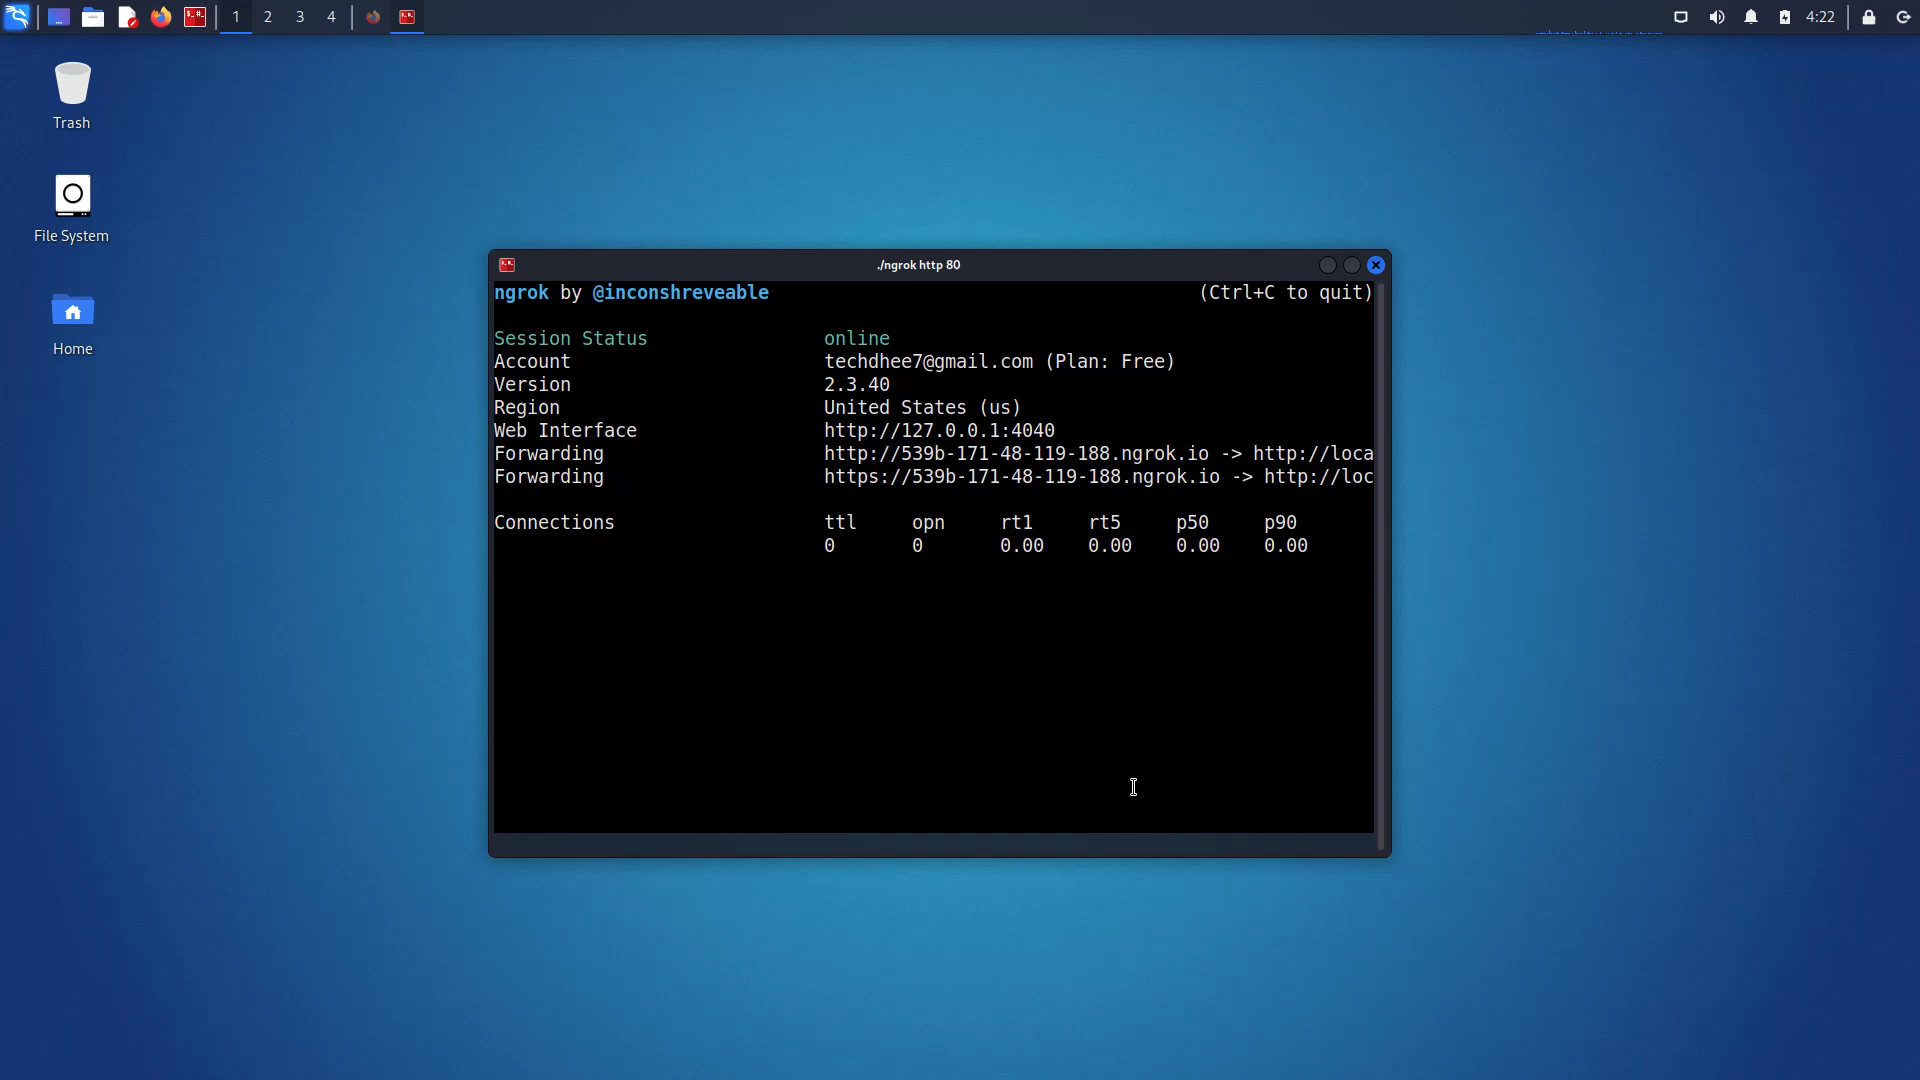 1 2 3 4
4:22
Trash
File System
Home
./ngrok http 80
ngrok by @inconshreveable (Ctrl+C to quit)
Session Status online
Account techdhee7@gmail.com (Plan: Free)
Version 2.3.40
Region United States (us)
Web Interface http://127.0.0.1:4040
Forwarding http://539b-171-48-119-188.ngrok.io -> http://loca
Forwarding https://539b-171-48-119-188.ngrok.io -> http://loc
Connections ttl opn rt1 rt5 p50 p90
0 0 0.00 0.00 0.00 0.00